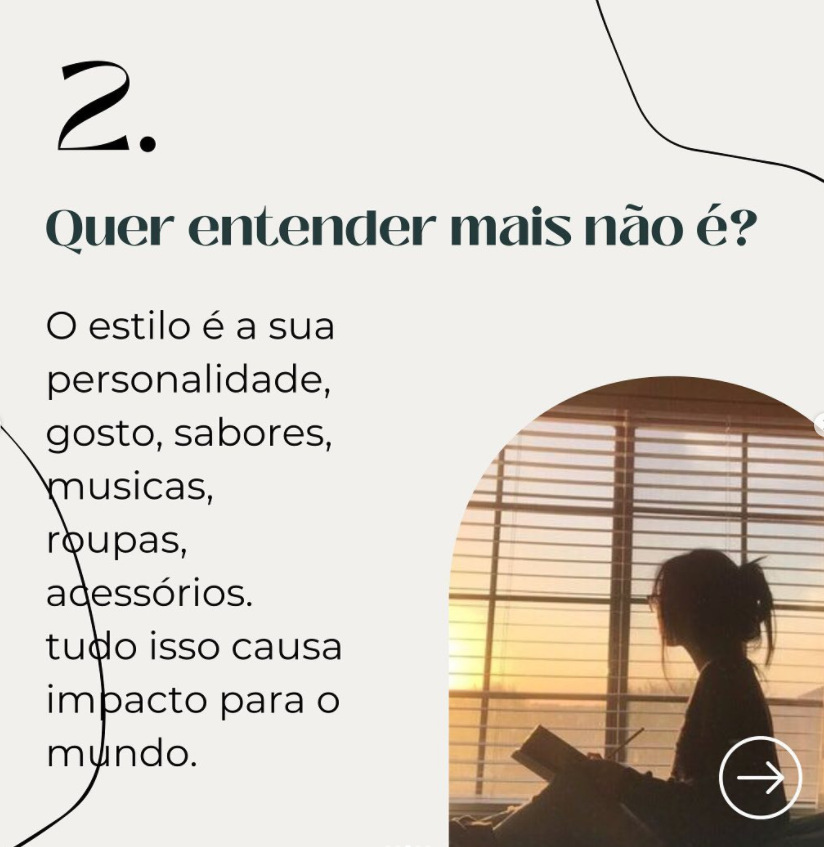 2.
Quer entender mais não é?
O estilo é a sua
personalidade,
gosto, sabores,
musicas,
roupas,
acessórios.
tudo isso causa
impacto para o
mundo.